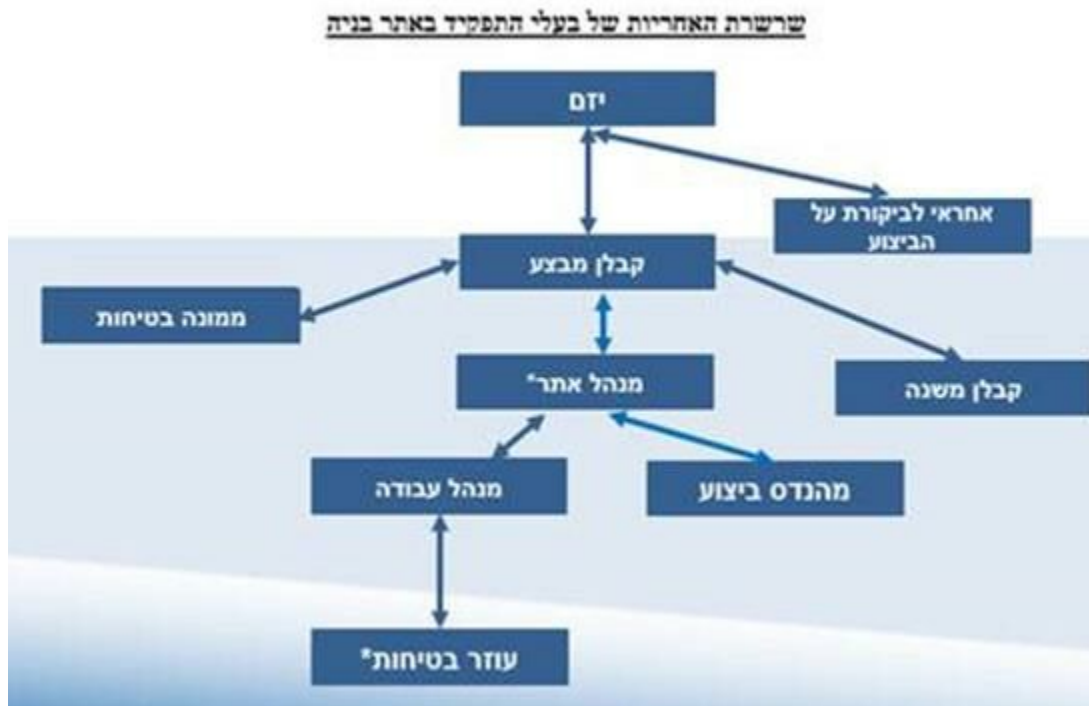 שרשרת האחריות של בעלי התפקיד באתר בניה
יזם
אחראי לביקורת על
הביצוע
קבלן מבצע
ממונה בטיחות
מנהל אתר*
קבלן משנה
מנהל עבודה
מהנדס ביצוע
עוזר בטיחות*